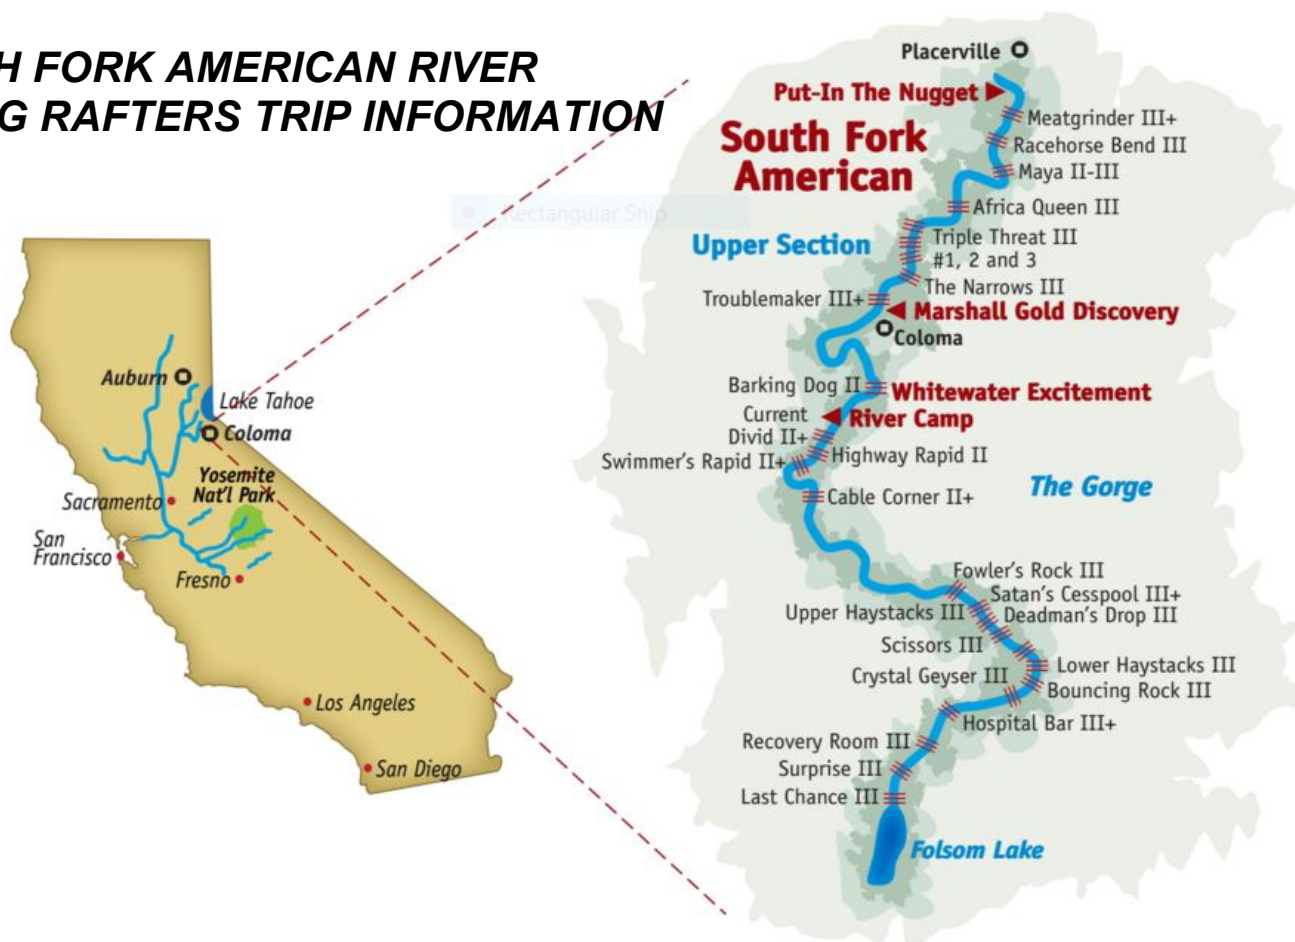 H FORK AMERICAN RIVER
G RAFTERS TRIP INFORMATION
Rectangular Snip
Auburn
Lake Tahoe
Coloma
Yosemite
Nat'l Park
Sacramento
San
Francisco
Fresno
Los Angeles
San Diego
Placerville
Put-In The Nugget
South Fork
American
Meatgrinder III+
Racehorse Bend III
Maya II-III
Africa Queen III
Upper Section
Triple Threat III
#1, 2 and 3
The Narrows III
Troublemaker III+
Marshall Gold Discovery
Coloma
Barking Dog II
Whitewater Excitement
River Camp
Current
Divid II+
Highway Rapid II
Swimmer's Rapid II+
The Gorge
Cable Corner II+
Fowler's Rock III
Satan's Cesspool III+
Upper Haystacks III
Deadman's Drop III
Scissors III
Lower Haystacks III
Crystal Geyser III
Bouncing Rock III
Hospital Bar III+
Recovery Room III
Surprise III
Last Chance III
Folsom Lake